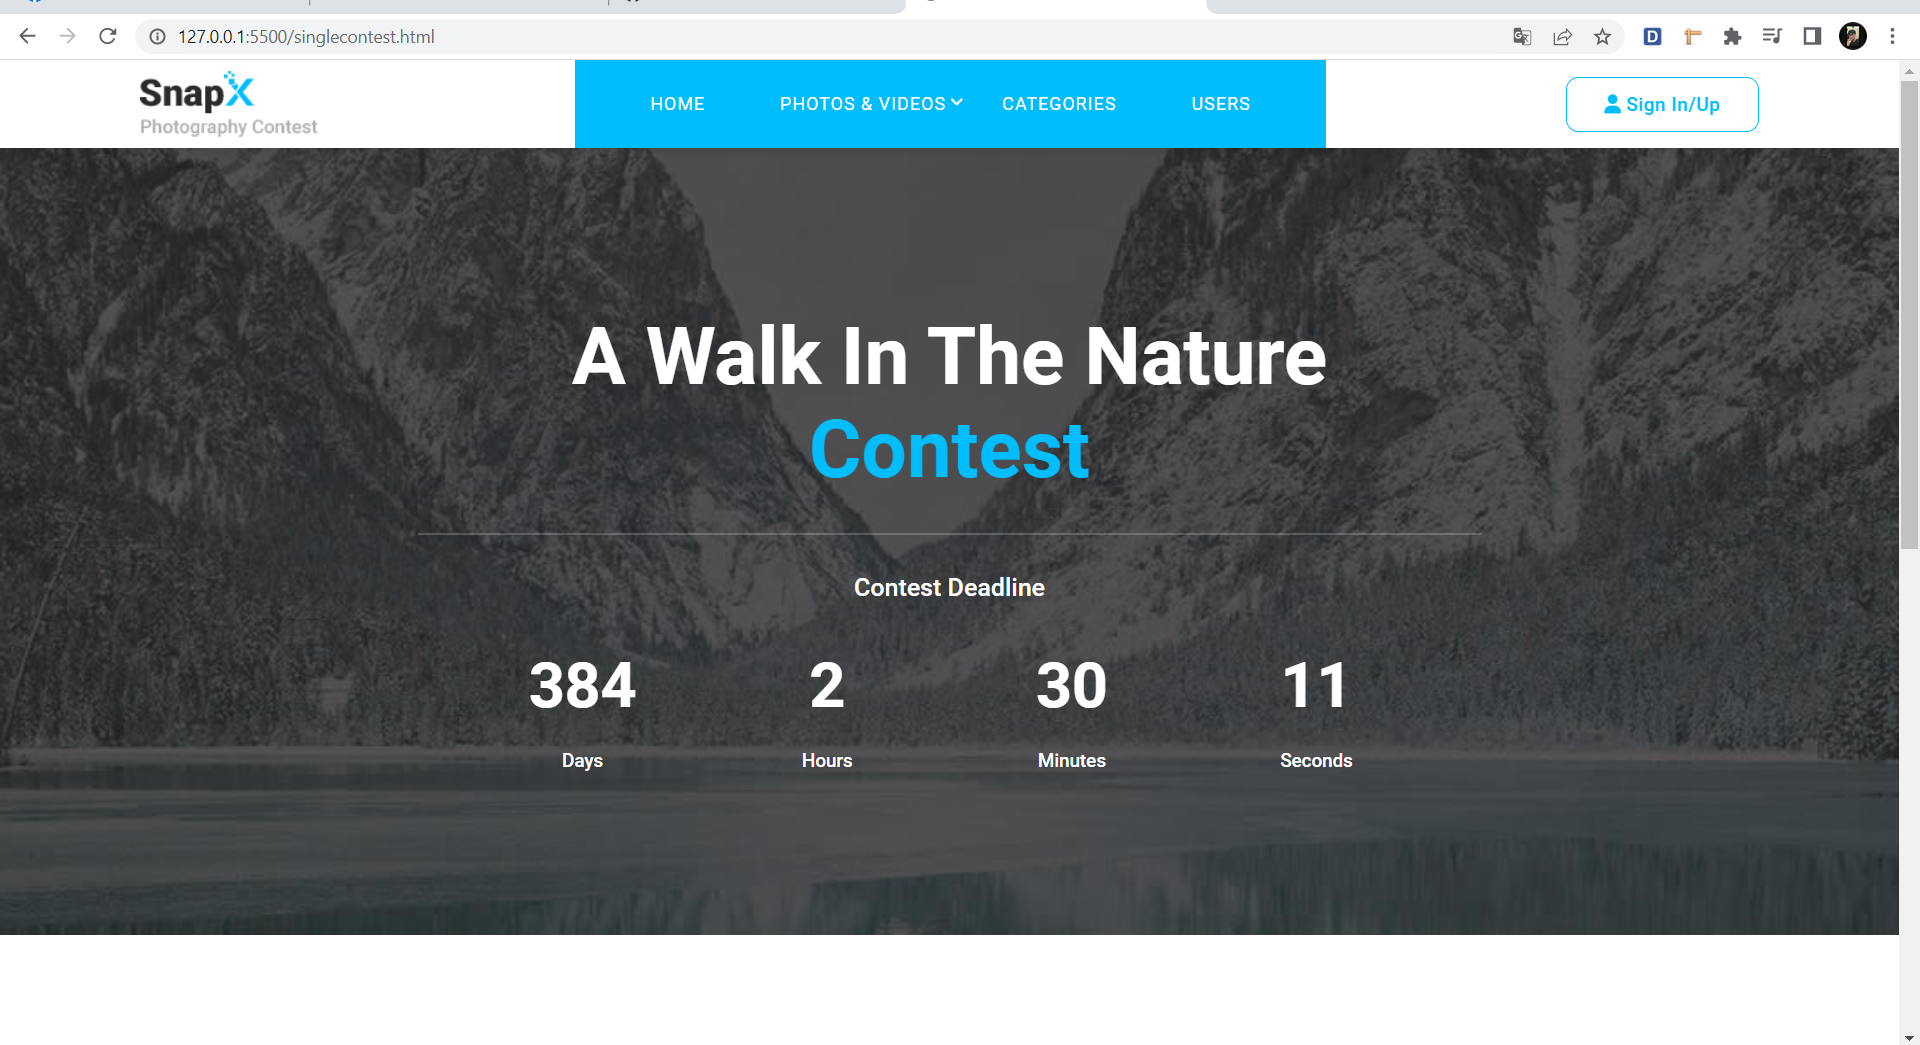 127.0.0.1:5500/singlecontest.html
SnapX
Photography Contest
HOME
PHOTOS & VIDEOS
CATEGORIES
USERS
Sign In/Up
A Walk In The Nature
Contest
Contest Deadline
384
2
30
11
Days
Hours
Minutes
Seconds